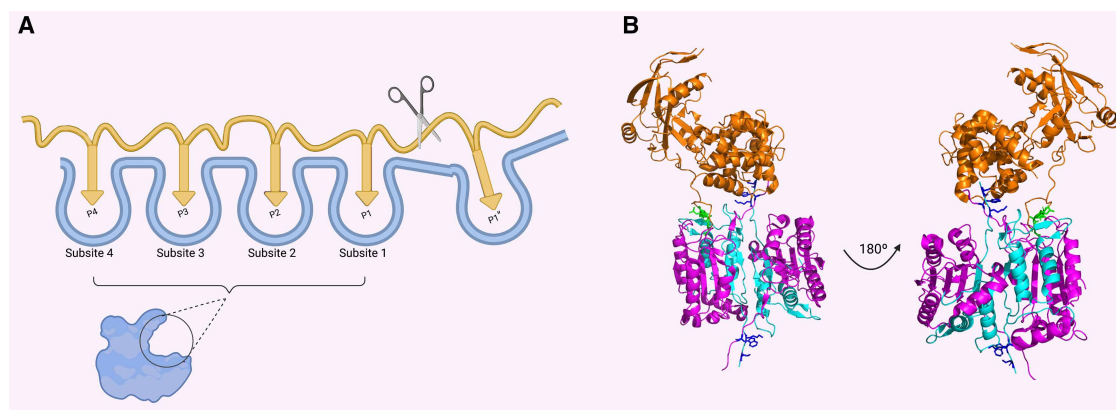 A
B
P4
P3
P2
P1
P1"
Subsite 4
Subsite 3
Subsite 2
Subsite 1
180º